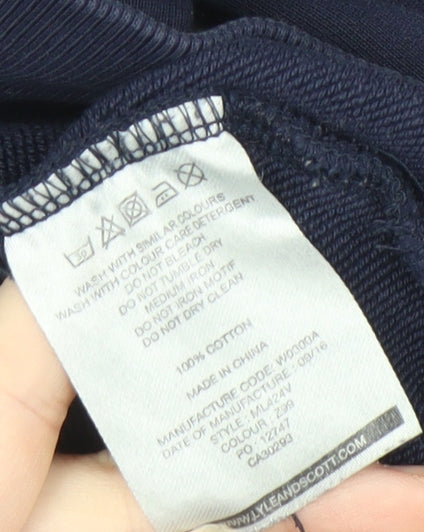 30
WASH WITH SIMILAR COLOURS
WASH WITH COLOUR CARE DETERGENT
DO NOT BLEACH
DO NOT TUMBLE DRY
MEDIUM IRON
DO NOT IRON MOTIF
DO NOT DRY CLEAN
100% COTTON
MADE IN CHINA
MANUFACTURE CODE: W0300A
DATE OF MANUFACTURE: 09/16
STYLE: ML424V
COLOUR: Z99
PO: 12747
CA30293
WWW.LYLEANDSCOTT.COM